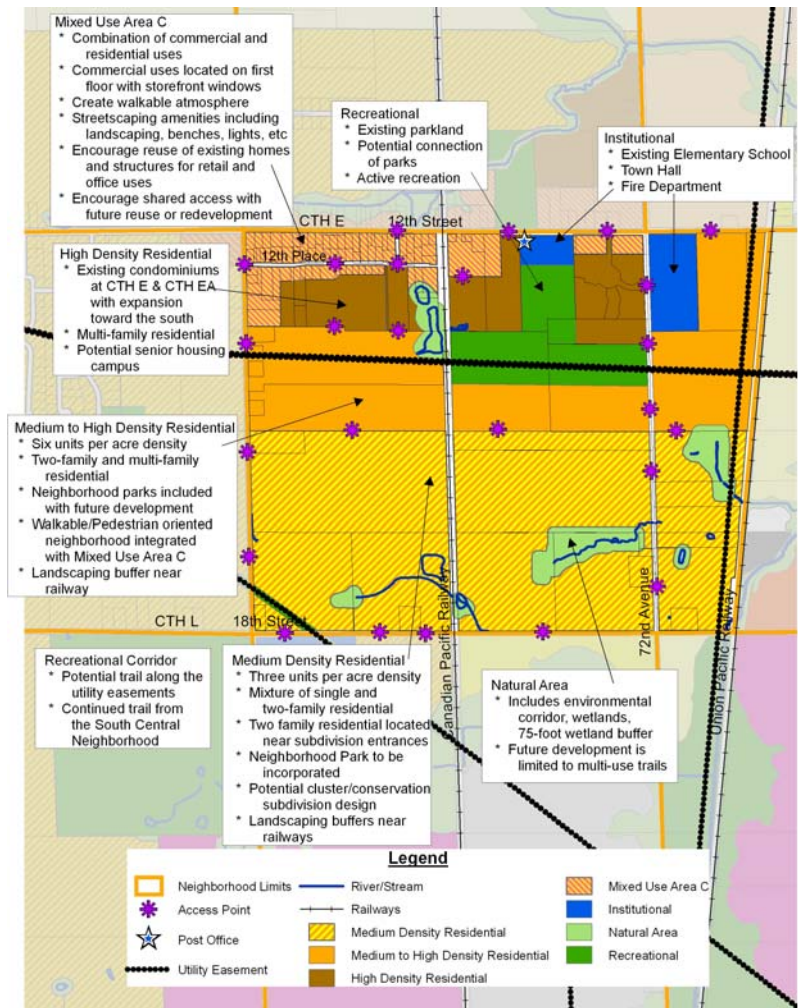 Mixed Use Area C
* Combination of commercial and
residential uses
* Commercial uses located on first
floor with storefront windows
* Create walkable atmosphere
* Streetscaping amenities including
landscaping, benches, lights, etc
* Encourage reuse of existing homes
and structures for retail and
office uses
* Encourage shared access with
future reuse or redevelopment
Recreational
* Existing parkland
* Potential connection
of parks
* Active recreation
Institutional
* Existing Elementary School
* Town Hall
* Fire Department
CTH E
12th Street
12th Place
High Density Residential
* Existing condominiums
at CTH E & CTH EA
with expansion
toward the south
* Multi-family residential
* Potential senior housing
campus
Medium to High Density Residential
* Six units per acre density
* Two-family and multi-family
residential
* Neighborhood parks included
with future development
* Walkable/Pedestrian oriented
neighborhood integrated
with Mixed Use Area C
* Landscaping buffer near
railway
CTH L
18th Street
Canadian Pacific Railway
72nd Avenue
Union Pacific Railway
Recreational Corridor
* Potential trail along the
utility easements
* Continued trail from
the South Central
Neighborhood
Medium Density Residential
* Three units per acre density
* Mixture of single and
two-family residential
* Two family residential located
near subdivision entrances
* Neighborhood Park to be
incorporated
* Potential cluster/conservation
subdivision design
* Landscaping buffers near
railways
Natural Area
* Includes environmental
corridor, wetlands,
75-foot wetland buffer
* Future development is
limited to multi-use trails
Legend
Neighborhood Limits
Access Point
Post Office
Utility Easement
River/Stream
Railways
Medium Density Residential
Medium to High Density Residential
High Density Residential
Mixed Use Area C
Institutional
Natural Area
Recreational